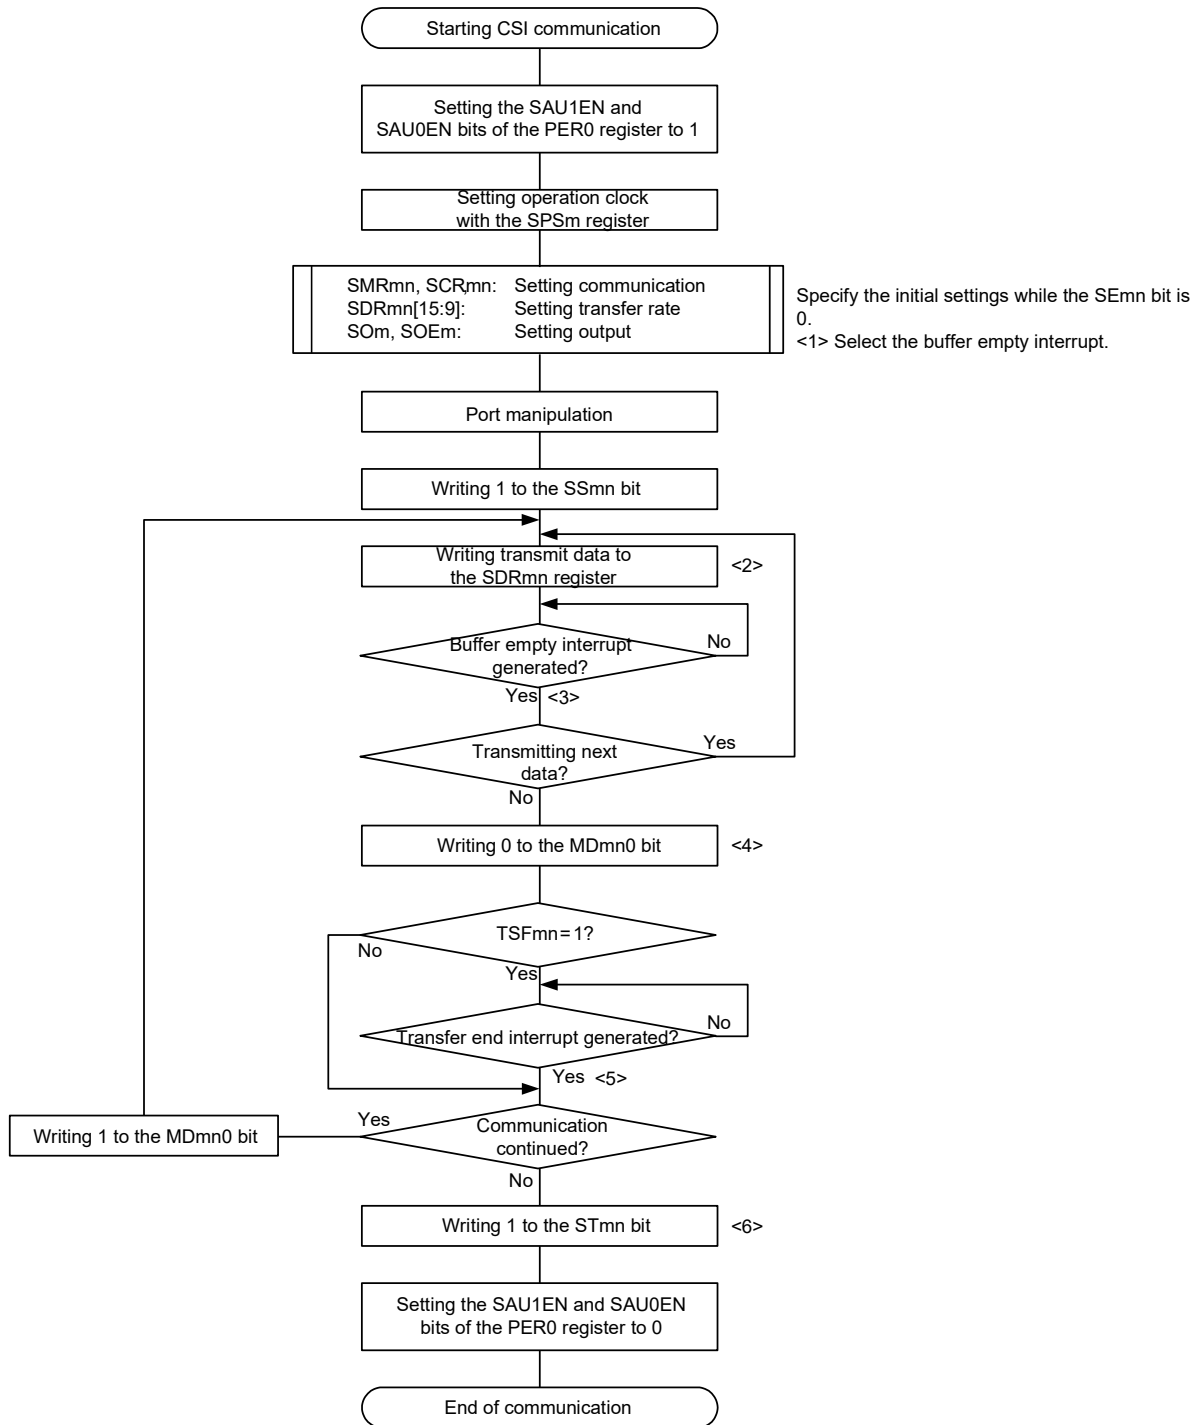 Starting CSI communication
Setting the SAU1EN and
SAU0EN bits of the PER0 register to 1
Setting operation clock
with the SPSm register
SMRmn, SCRmn: Setting communication
SDRmn[15:9]: Setting transfer rate
SOm, SOEm: Setting output
Specify the initial settings while the SEmn bit is
0.
<1> Select the buffer empty interrupt.
Port manipulation
Writing 1 to the SSmn bit
Writing transmit data to
the SDRmn register
<2>
Buffer empty interrupt
generated?
No
Yes <3>
Transmitting next
data?
Yes
No
Writing 0 to the MDmn0 bit
<4>
TSFmn=1?
No
Yes
Transfer end interrupt generated?
No
Yes <5>
Communication
continued?
Yes
Writing 1 to the MDmn0 bit
No
Writing 1 to the STmn bit
<6>
Setting the SAU1EN and SAU0EN
bits of the PER0 register to 0
End of communication